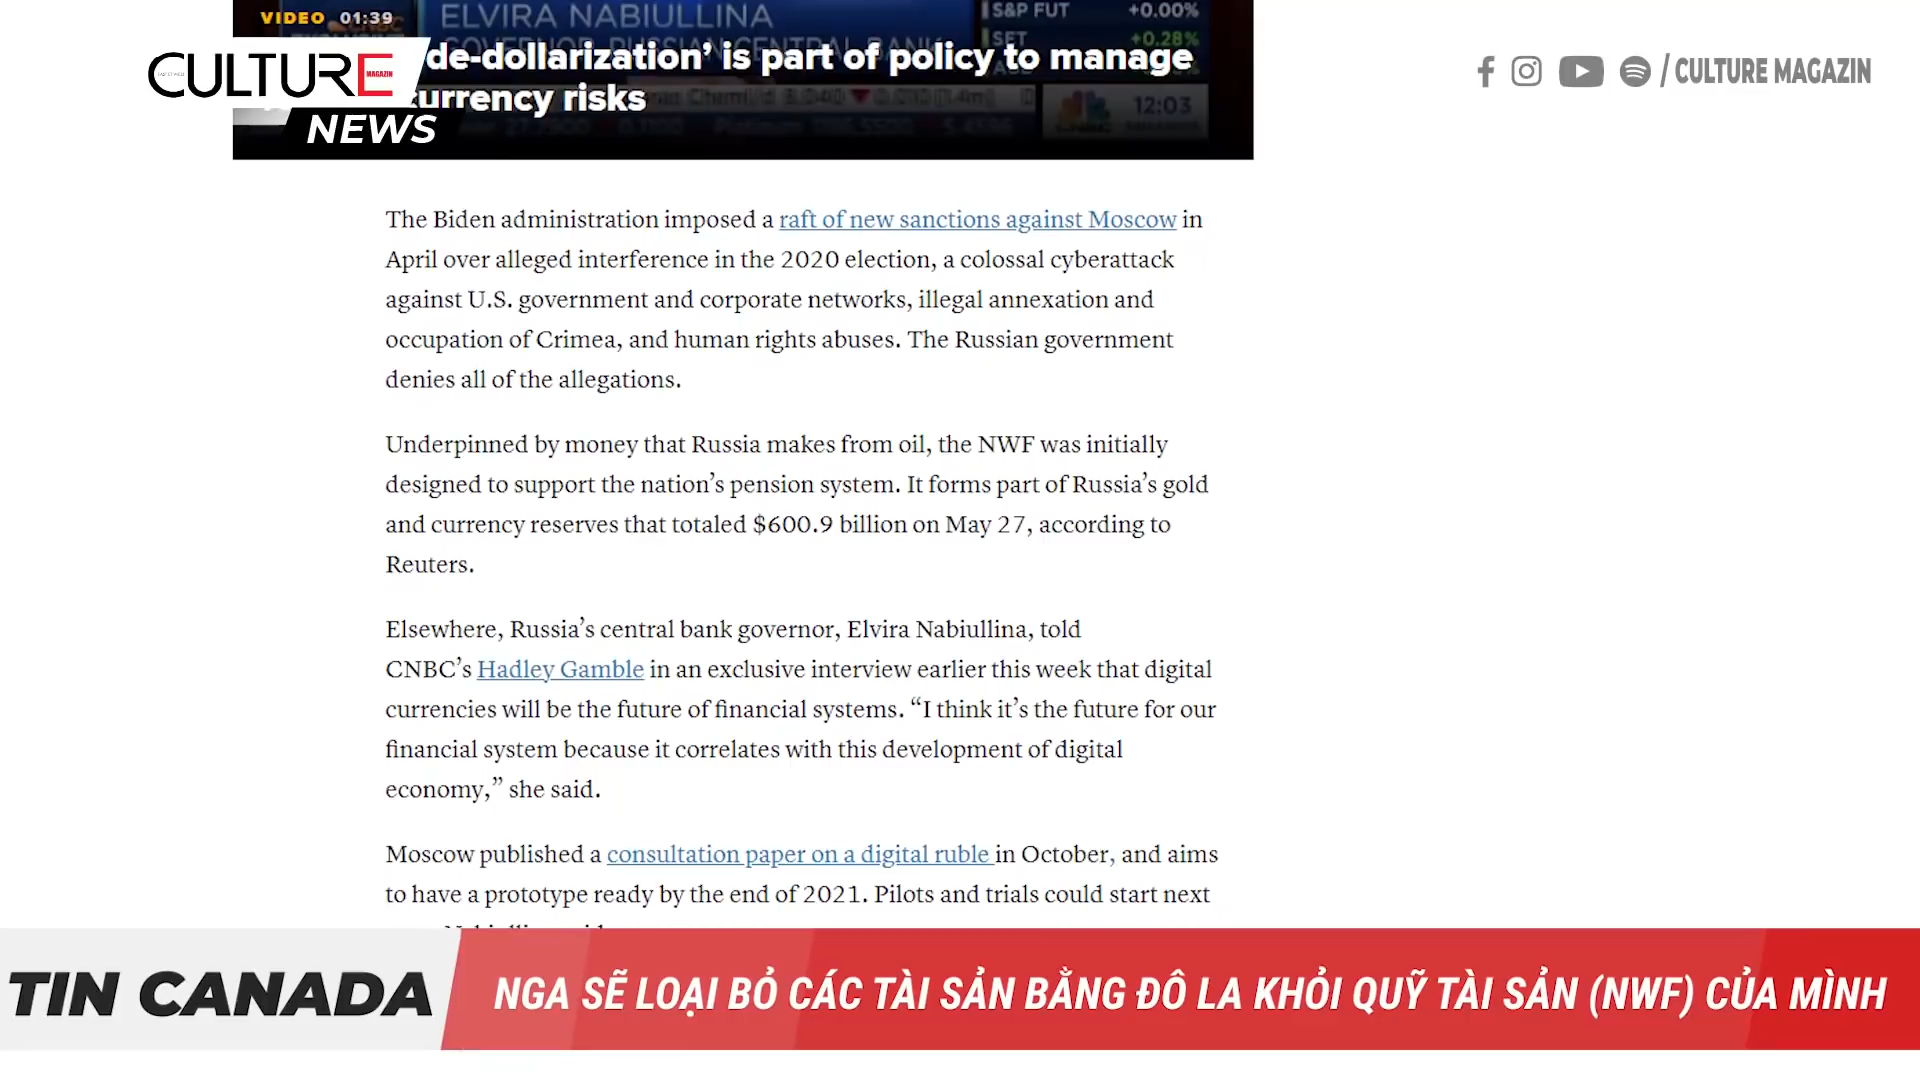 VIDEO 01:39
ELVIRA NABIULLINA
GOVERNOR, RUSSIAN CENTRAL BANK
S&P FUT +0.00%
SET +0.28%
de-dollarization’ is part of policy to manage
currency risks
12:03
CULTURE
MAGAZIN
NEWS
/ CULTURE MAGAZIN
The Biden administration imposed a raft of new sanctions against Moscow in
April over alleged interference in the 2020 election, a colossal cyberattack
against U.S. government and corporate networks, illegal annexation and
occupation of Crimea, and human rights abuses. The Russian government
denies all of the allegations.
Underpinned by money that Russia makes from oil, the NWF was initially
designed to support the nation’s pension system. It forms part of Russia’s gold
and currency reserves that totaled $600.9 billion on May 27, according to
Reuters.
Elsewhere, Russia’s central bank governor, Elvira Nabiullina, told
CNBC’s Hadley Gamble in an exclusive interview earlier this week that digital
currencies will be the future of financial systems. “I think it’s the future for our
financial system because it correlates with this development of digital
economy,” she said.
Moscow published a consultation paper on a digital ruble in October, and aims
to have a prototype ready by the end of 2021. Pilots and trials could start next
TIN CANADA
NGA SẼ LOẠI BỎ CÁC TÀI SẢN BẰNG ĐÔ LA KHỎI QUỸ TÀI SẢN (NWF) CỦA MÌNH